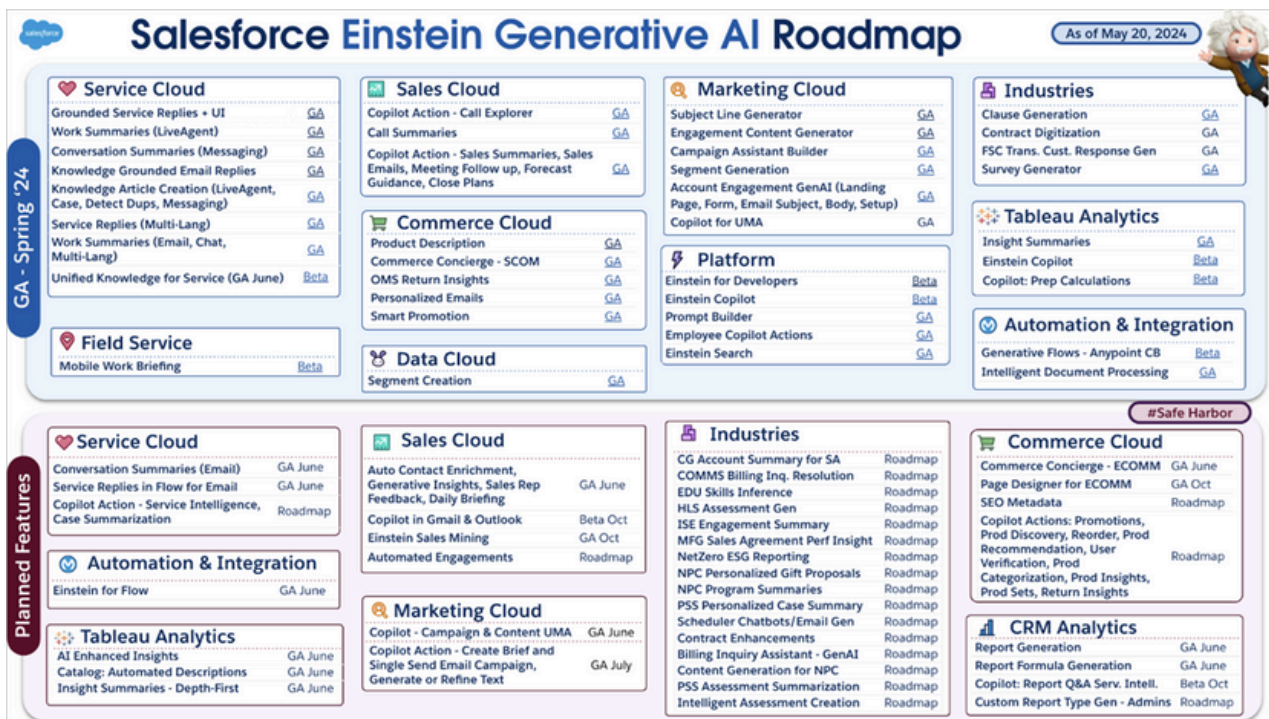 salesforce
Salesforce Einstein Generative AI Roadmap
As of May 20, 2024
GA - Spring '24
Service Cloud
Grounded Service Replies + UI GA
Work Summaries (LiveAgent) GA
Conversation Summaries (Messaging) GA
Knowledge Grounded Email Replies GA
Knowledge Article Creation (LiveAgent,
Case, Detect Dups, Messaging) GA
Service Replies (Multi-Lang) GA
Work Summaries (Email, Chat,
Multi-Lang) GA
Unified Knowledge for Service (GA June) Beta
Field Service
Mobile Work Briefing Beta
Sales Cloud
Copilot Action - Call Explorer GA
Call Summaries GA
Copilot Action - Sales Summaries, Sales
Emails, Meeting Follow up, Forecast GA
Guidance, Close Plans
Commerce Cloud
Product Description GA
Commerce Concierge - SCOM GA
OMS Return Insights GA
Personalized Emails GA
Smart Promotion GA
Data Cloud
Segment Creation GA
Marketing Cloud
Subject Line Generator GA
Engagement Content Generator GA
Campaign Assistant Builder GA
Segment Generation GA
Account Engagement GenAI (Landing
Page, Form, Email Subject, Body, Setup) GA
Copilot for UMA GA
Platform
Einstein for Developers Beta
Einstein Copilot Beta
Prompt Builder GA
Employee Copilot Actions GA
Einstein Search GA
Industries
Clause Generation GA
Contract Digitization GA
FSC Trans. Cust. Response Gen GA
Survey Generator GA
Tableau Analytics
Insight Summaries GA
Einstein Copilot Beta
Copilot: Prep Calculations Beta
Automation & Integration
Generative Flows - Anypoint CB Beta
Intelligent Document Processing GA
#Safe Harbor
Planned Features
Service Cloud
Conversation Summaries (Email) GA June
Service Replies in Flow for Email GA June
Copilot Action - Service Intelligence,
Case Summarization Roadmap
Automation & Integration
Einstein for Flow GA June
Tableau Analytics
AI Enhanced Insights GA June
Catalog: Automated Descriptions GA June
Insight Summaries - Depth-First GA June
Sales Cloud
Auto Contact Enrichment,
Generative Insights, Sales Rep GA June
Feedback, Daily Briefing
Copilot in Gmail & Outlook Beta Oct
Einstein Sales Mining GA Oct
Automated Engagements Roadmap
Marketing Cloud
Copilot - Campaign & Content UMA GA June
Copilot Action - Create Brief and
Single Send Email Campaign, GA July
Generate or Refine Text
Industries
CG Account Summary for SA Roadmap
COMMS Billing Inq. Resolution Roadmap
EDU Skills Inference Roadmap
HLS Assessment Gen Roadmap
ISE Engagement Summary Roadmap
MFG Sales Agreement Perf Insight Roadmap
NetZero ESG Reporting Roadmap
NPC Personalized Gift Proposals Roadmap
NPC Program Summaries Roadmap
PSS Personalized Case Summary Roadmap
Scheduler Chatbots/Email Gen Roadmap
Contract Enhancements Roadmap
Billing Inquiry Assistant - GenAI Roadmap
Content Generation for NPC Roadmap
PSS Assessment Summarization Roadmap
Intelligent Assessment Creation Roadmap
Commerce Cloud
Commerce Concierge - ECOMM GA June
Page Designer for ECOMM GA Oct
SEO Metadata Roadmap
Copilot Actions: Promotions,
Prod Discovery, Reorder, Prod
Recommendation, User
Verification, Prod Roadmap
Categorization, Prod Insights,
Prod Sets, Return Insights
CRM Analytics
Report Generation GA June
Report Formula Generation GA June
Copilot: Report Q&A Serv. Intell. Beta Oct
Custom Report Type Gen - Admins Roadmap